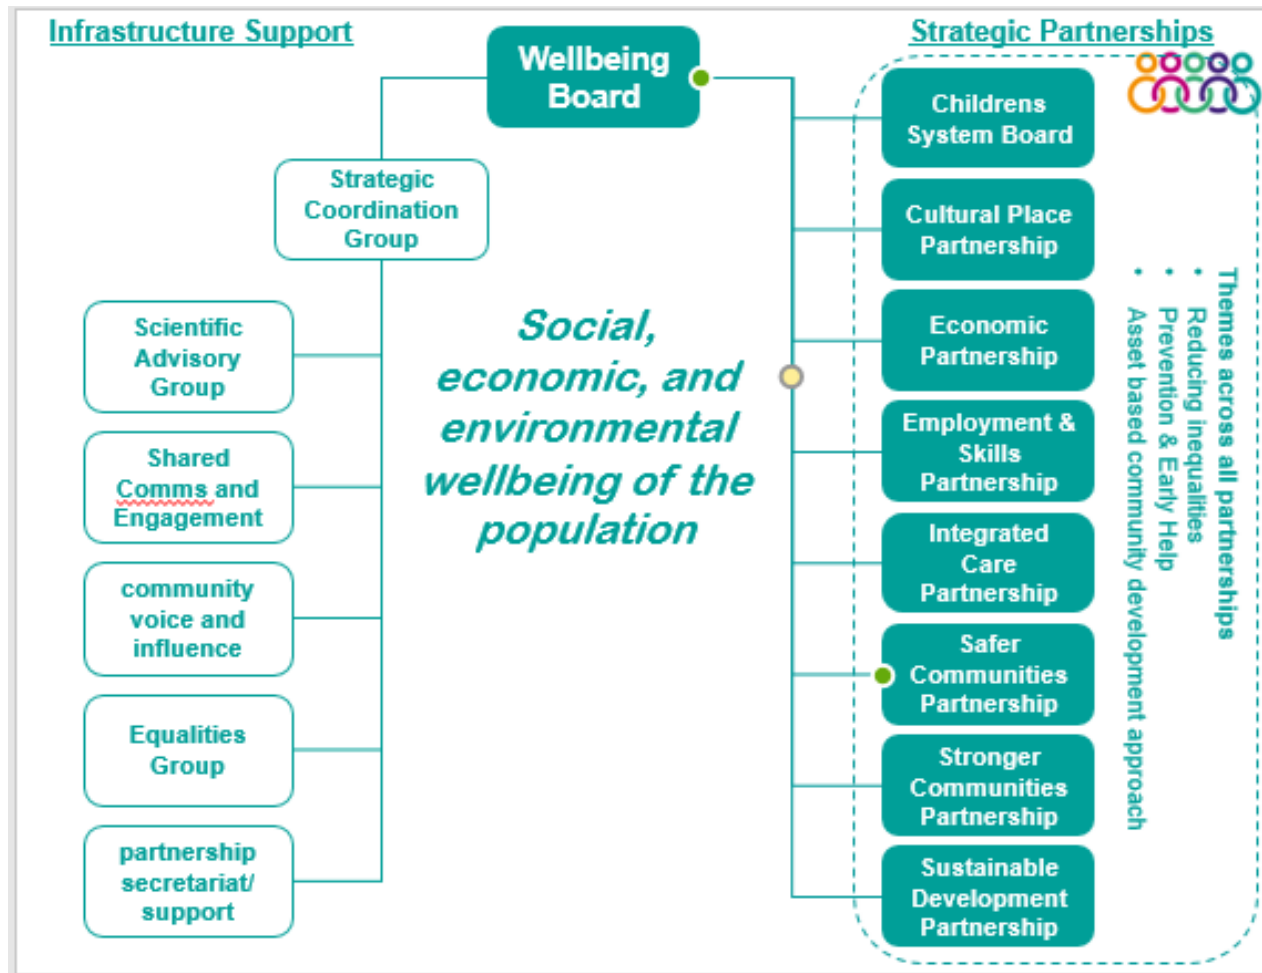 Infrastructure Support
Wellbeing
Board
Strategic Partnerships
Strategic
Coordination
Group
Scientific
Advisory
Group
Shared
Comms and
Engagement
community
voice and
influence
Equalities
Group
partnership
secretariat/
support
Social,
economic, and
environmental
wellbeing of the
population
Childrens
System Board
Cultural Place
Partnership
Economic
Partnership
Employment &
Skills
Partnership
Integrated
Care
Partnership
Safer
Communities
Partnership
Stronger
Communities
Partnership
Sustainable
Development
Partnership
Themes across all partnerships
• Reducing inequalities
• Prevention & Early Help
• Asset based community development approach